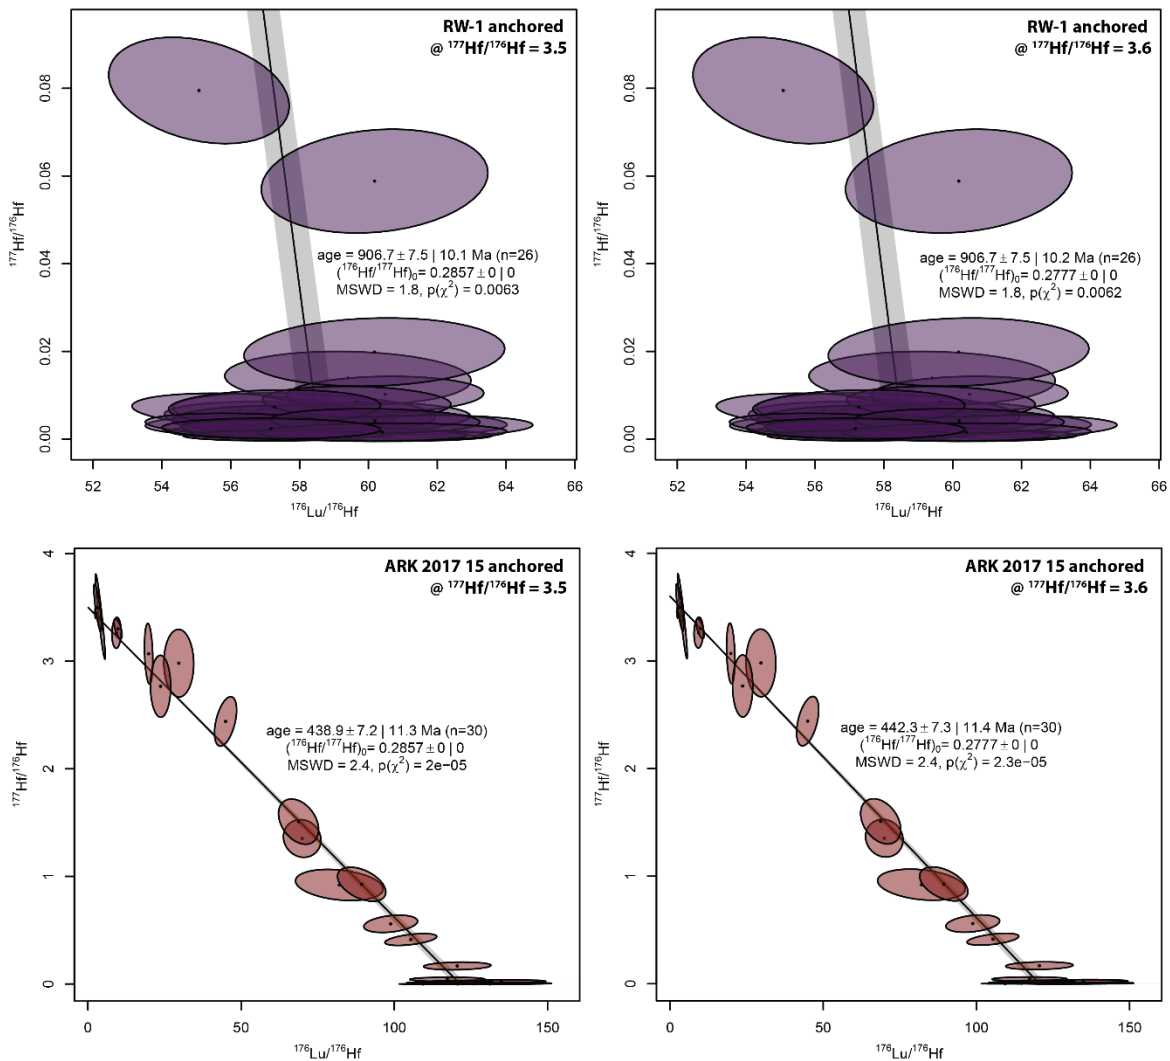 RW-1 anchored
@ ¹⁷⁷Hf/¹⁷⁶Hf = 3.5
¹⁷⁷Hf/¹⁷⁶Hf
0.08
0.06
0.04
0.02
0.00
age = 906.7 ± 7.5 | 10.1 Ma (n=26)
(¹⁷⁶Hf/¹⁷⁷Hf)₀= 0.2857 ± 0 | 0
MSWD = 1.8, p(χ²) = 0.0063
52 54 56 58 60 62 64 66
¹⁷⁶Lu/¹⁷⁶Hf
RW-1 anchored
@ ¹⁷⁷Hf/¹⁷⁶Hf = 3.6
¹⁷⁷Hf/¹⁷⁶Hf
0.08
0.06
0.04
0.02
0.00
age = 906.7 ± 7.5 | 10.2 Ma (n=26)
(¹⁷⁶Hf/¹⁷⁷Hf)₀= 0.2777 ± 0 | 0
MSWD = 1.8, p(χ²) = 0.0062
52 54 56 58 60 62 64 66
¹⁷⁶Lu/¹⁷⁶Hf
ARK 2017 15 anchored
@ ¹⁷⁷Hf/¹⁷⁶Hf = 3.5
¹⁷⁷Hf/¹⁷⁶Hf
4
3
2
1
0
age = 438.9 ± 7.2 | 11.3 Ma (n=30)
(¹⁷⁶Hf/¹⁷⁷Hf)₀= 0.2857 ± 0 | 0
MSWD = 2.4, p(χ²) = 2e−05
0 50 100 150
¹⁷⁶Lu/¹⁷⁶Hf
ARK 2017 15 anchored
@ ¹⁷⁷Hf/¹⁷⁶Hf = 3.6
¹⁷⁷Hf/¹⁷⁶Hf
4
3
2
1
0
age = 442.3 ± 7.3 | 11.4 Ma (n=30)
(¹⁷⁶Hf/¹⁷⁷Hf)₀= 0.2777 ± 0 | 0
MSWD = 2.4, p(χ²) = 2.3e−05
0 50 100 150
¹⁷⁶Lu/¹⁷⁶Hf